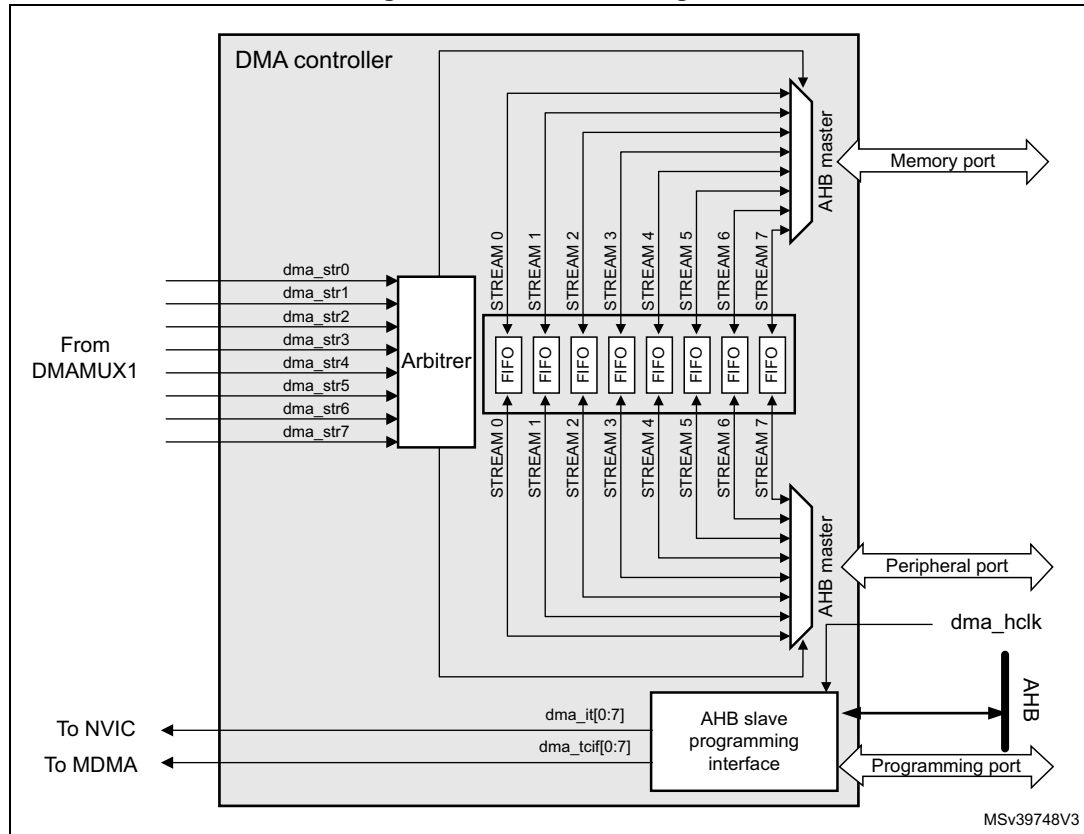 DMA controller
AHB master
Memory port
STREAM 0
STREAM 1
STREAM 2
STREAM 3
STREAM 4
STREAM 5
STREAM 6
STREAM 7
dma_str0
dma_str1
dma_str2
dma_str3
dma_str4
dma_str5
dma_str6
dma_str7
From
DMAMUX1
Arbitrer
FIFO
FIFO
FIFO
FIFO
FIFO
FIFO
FIFO
FIFO
STREAM 0
STREAM 1
STREAM 2
STREAM 3
STREAM 4
STREAM 5
STREAM 6
STREAM 7
AHB master
Peripheral port
dma_hclk
AHB
To NVIC
dma_it[0:7]
To MDMA
dma_tcif[0:7]
AHB slave
programming
interface
Programming port
MSv39748V3